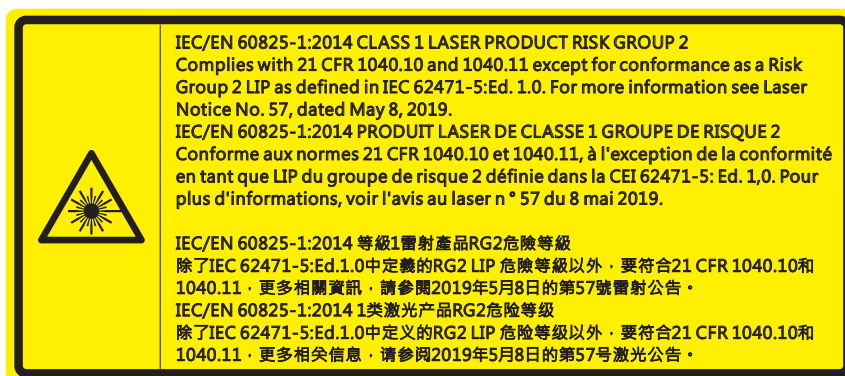 IEC/EN 60825-1:2014 CLASS 1 LASER PRODUCT RISK GROUP 2
Complies with 21 CFR 1040.10 and 1040.11 except for conformance as a Risk
Group 2 LIP as defined in IEC 62471-5:Ed. 1.0. For more information see Laser
Notice No. 57, dated May 8, 2019.
IEC/EN 60825-1:2014 PRODUIT LASER DE CLASSE 1 GROUPE DE RISQUE 2
Conforme aux normes 21 CFR 1040.10 et 1040.11, à l'exception de la conformité
en tant que LIP du groupe de risque 2 définie dans la CEI 62471-5: Ed. 1,0. Pour
plus d'informations, voir l'avis au laser n ° 57 du 8 mai 2019.
IEC/EN 60825-1:2014 等級1雷射產品RG2危險等級
除了IEC 62471-5:Ed.1.0中定義的RG2 LIP 危險等級以外，要符合21 CFR 1040.10和
1040.11，更多相關資訊，請參閱2019年5月8日的第57號雷射公告。
IEC/EN 60825-1:2014 1类激光产品RG2危险等级
除了IEC 62471-5:Ed.1.0中定义的RG2 LIP 危险等级以外，要符合21 CFR 1040.10和
1040.11，更多相关信息，请参阅2019年5月8日的第57号激光公告。